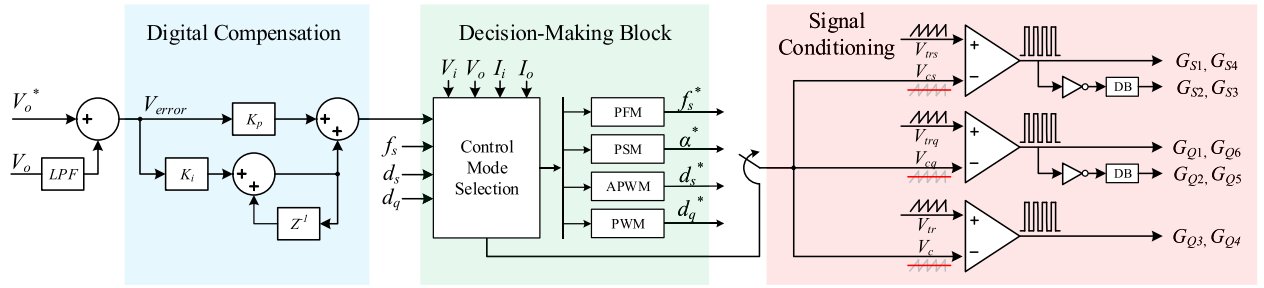 Digital Compensation
Decision-Making Block
Signal
Conditioning
V_o^*
+
V_o
LPF
V_error
K_p
+
+
K_i
+
+
Z^-1
V_i V_o I_i I_o
f_s
d_s
d_q
Control
Mode
Selection
PFM
f_s^*
PSM
α^*
APWM
d_s^*
PWM
d_q^*
V_trs
V_cs
+
−
G_S1, G_S4
DB
G_S2, G_S3
V_trq
V_cq
+
−
G_Q1, G_Q6
DB
G_Q2, G_Q5
V_tr
V_c
+
−
G_Q3, G_Q4